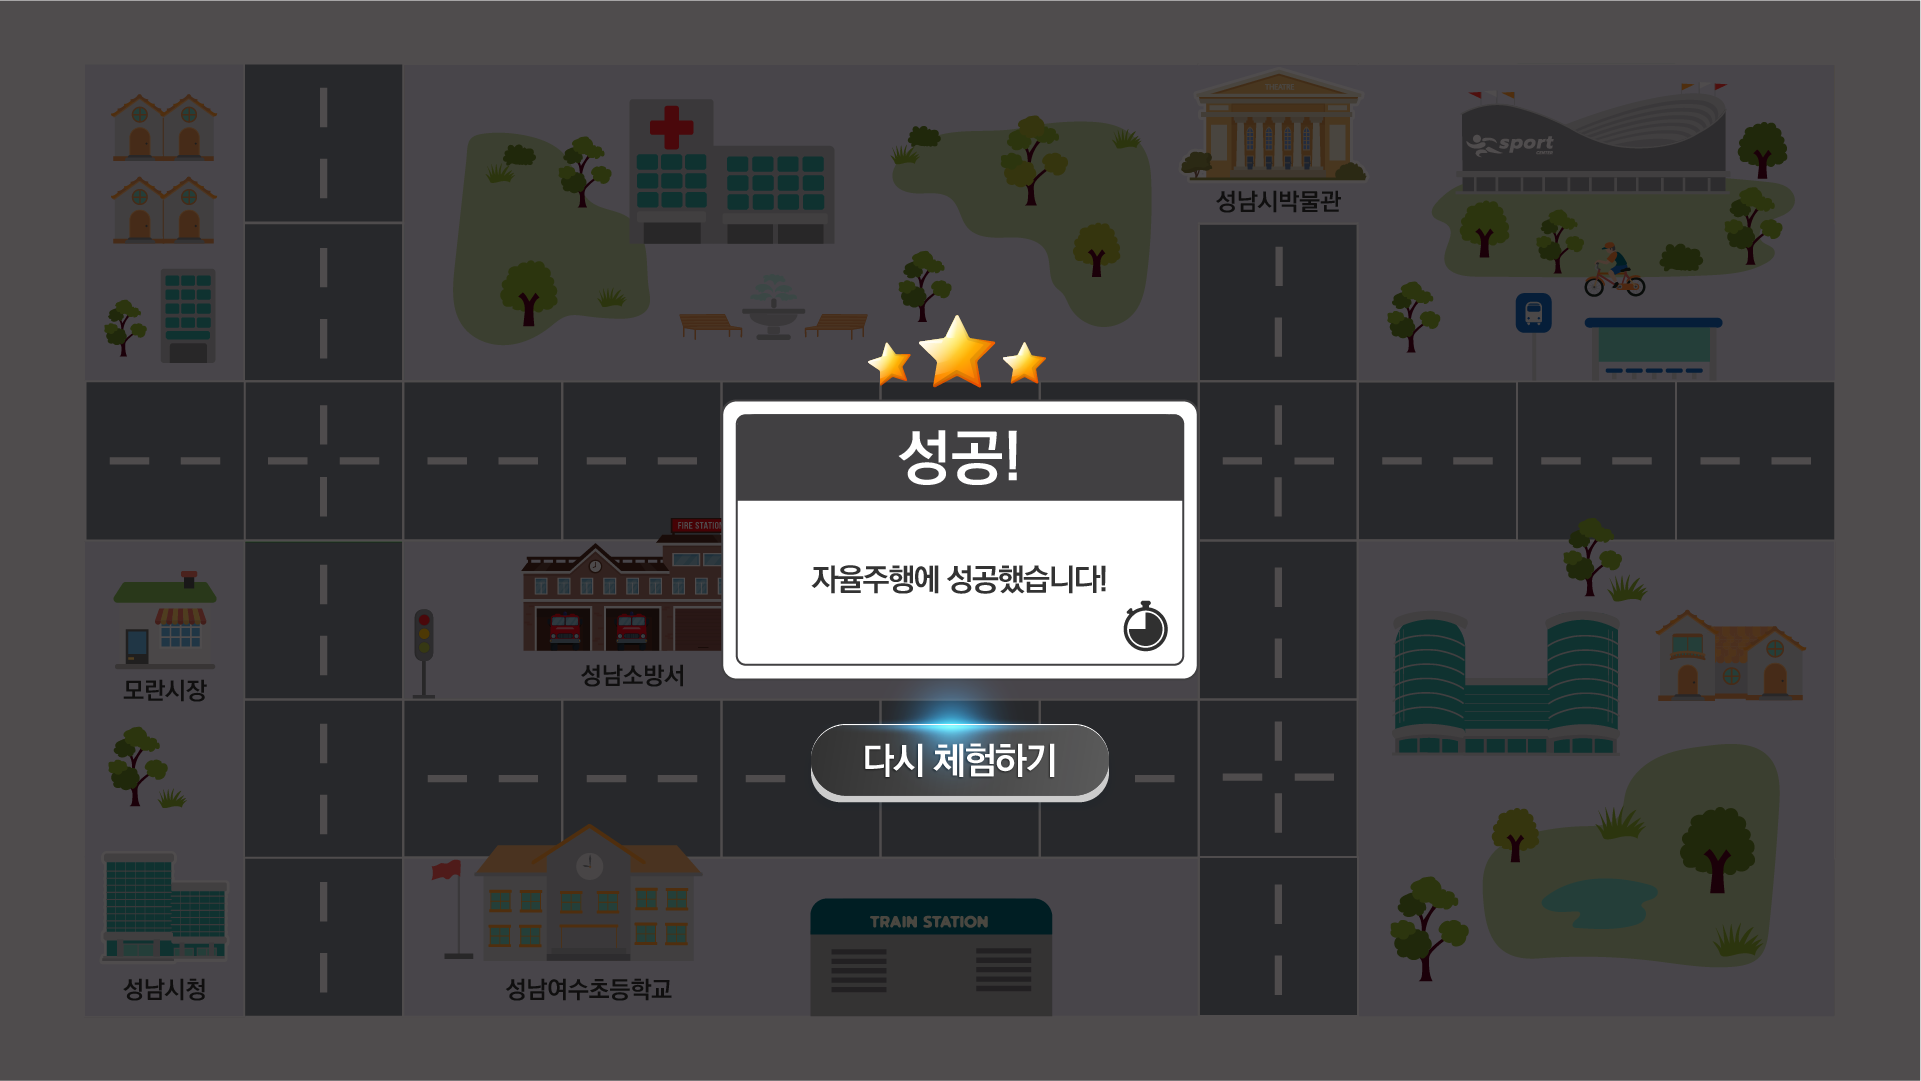 THEATRE
sport
CENTRE
성남시박물관
성공!
자율주행에 성공했습니다!
FIRE STATION
성남소방서
모란시장
다시 체험하기
TRAIN STATION
성남시청
성남여수초등학교